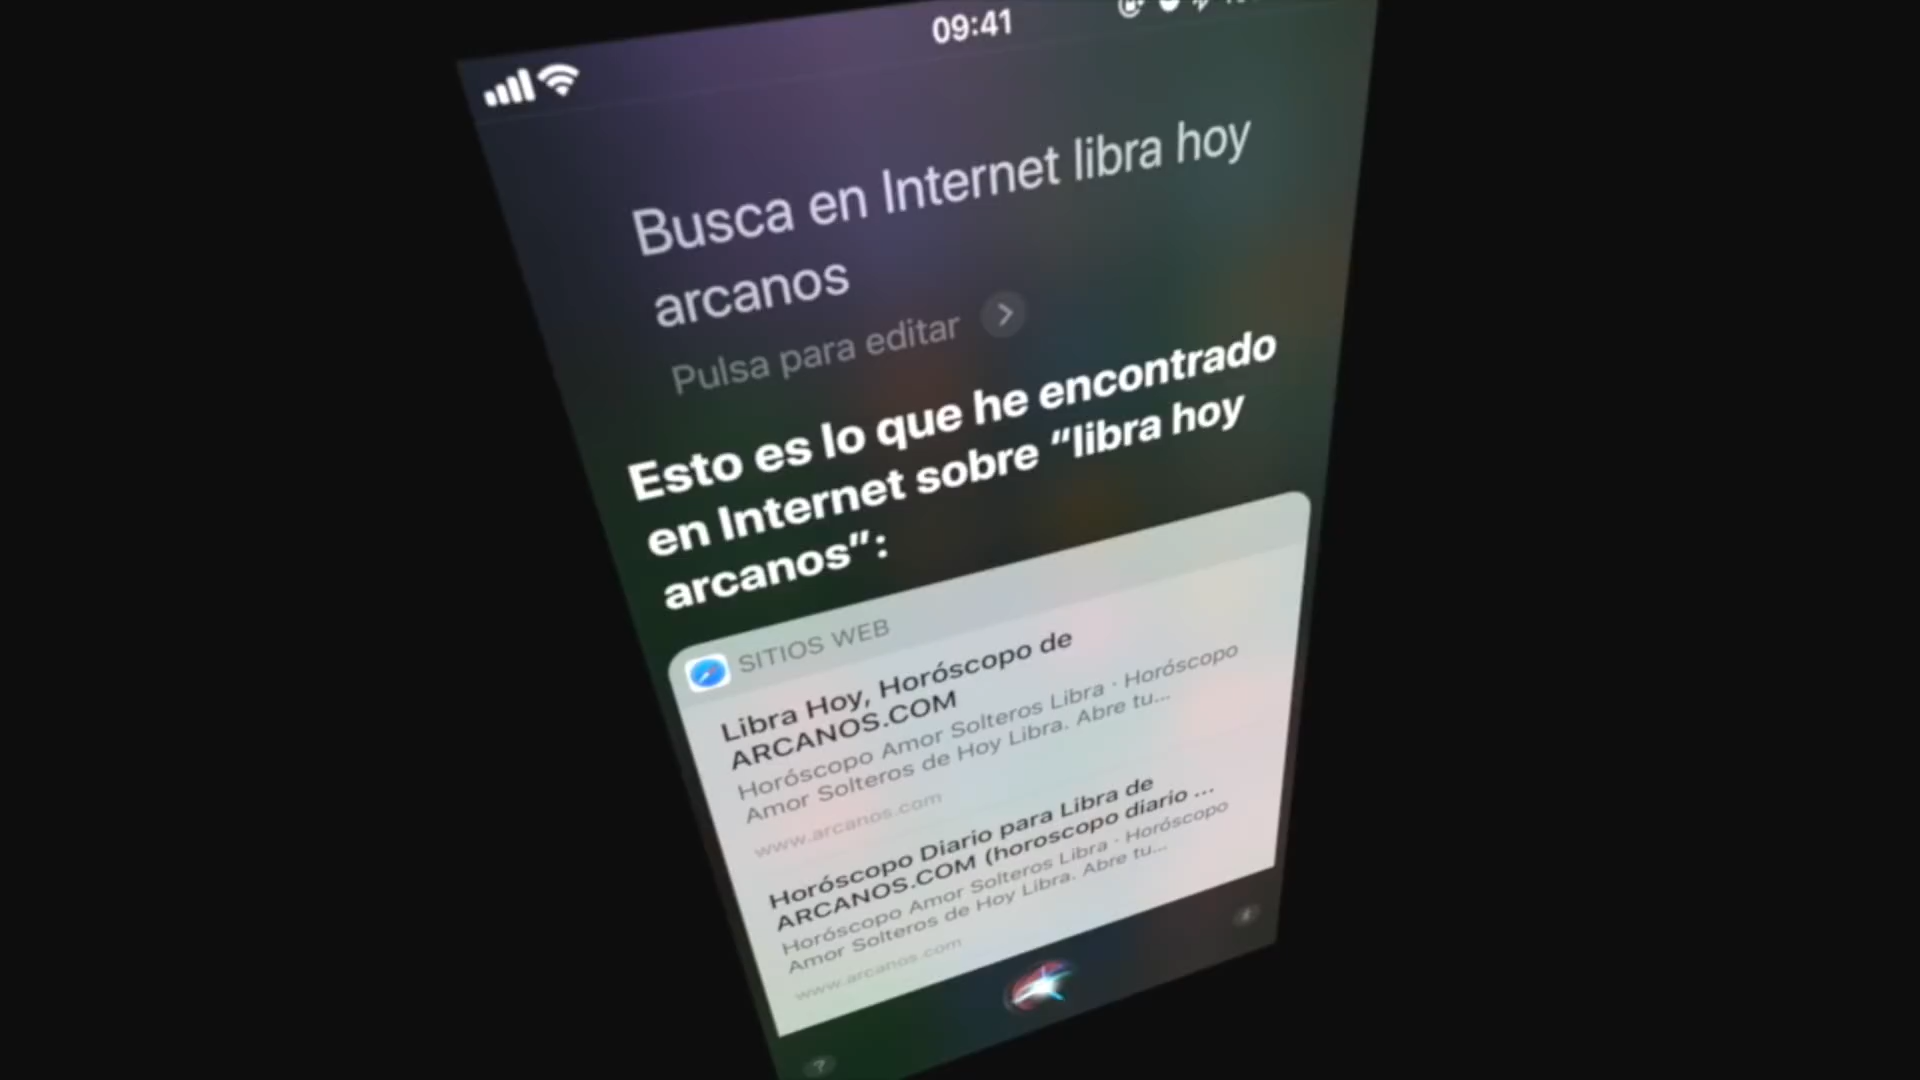 09:41
Busca en Internet libra hoy
arcanos
Pulsa para editar
Esto es lo que he encontrado
en Internet sobre “libra hoy
arcanos”:
SITIOS WEB
Libra Hoy, Horóscopo de
ARCANOS.COM
Horóscopo Amor Solteros Libra · Horóscopo
Amor Solteros de Hoy Libra. Abre tu...
www.arcanos.com
Horóscopo Diario para Libra de
ARCANOS.COM (horoscopo diario ...
Horóscopo Amor Solteros Libra · Horóscopo
Amor Solteros de Hoy Libra. Abre tu...
www.arcanos.com
?